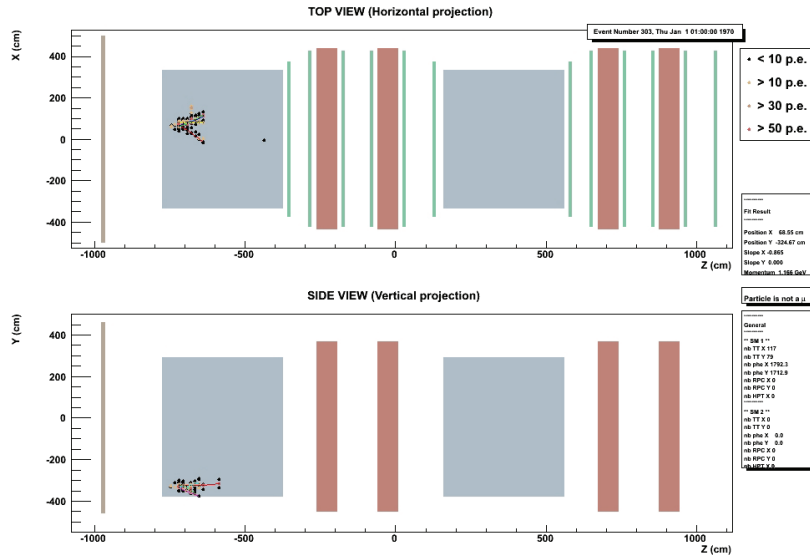 TOP VIEW (Horizontal projection)
Event Number 303, Thu Jan 1 01:00:00 1970
X (cm)
400
200
0
-200
-400
-1000
-500
0
500
1000
Z (cm)
< 10 p.e.
> 10 p.e.
> 30 p.e.
> 50 p.e.
**********
Fit Result
**********
Position X 68.55 cm
Position Y -324.67 cm
Slope X -0.865
Slope Y 0.000
Momentum 1.166 GeV
SIDE VIEW (Vertical projection)
Y (cm)
400
200
0
-200
-400
-1000
-500
0
500
1000
Z (cm)
Particle is not a μ
**********
General
**********
** SM 1 **
nb TT X 117
nb TT Y 79
nb phe X 1792.3
nb phe Y 1712.9
nb RPC X 0
nb RPC Y 0
nb HPT X 0
**********
** SM 2 **
nb TT X 0
nb TT Y 0
nb phe X 0.0
nb phe Y 0.0
nb RPC X 0
nb RPC Y 0
nb HPT X 0